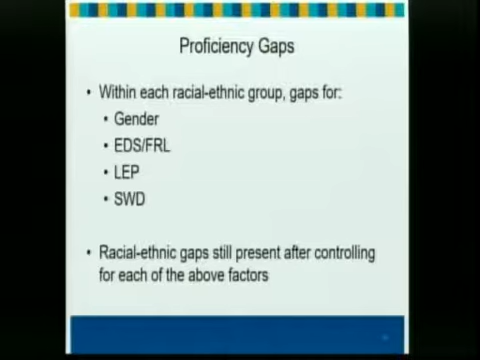 Proficiency Gaps
• Within each racial-ethnic group, gaps for:
• Gender
• EDS/FRL
• LEP
• SWD
• Racial-ethnic gaps still present after controlling
for each of the above factors